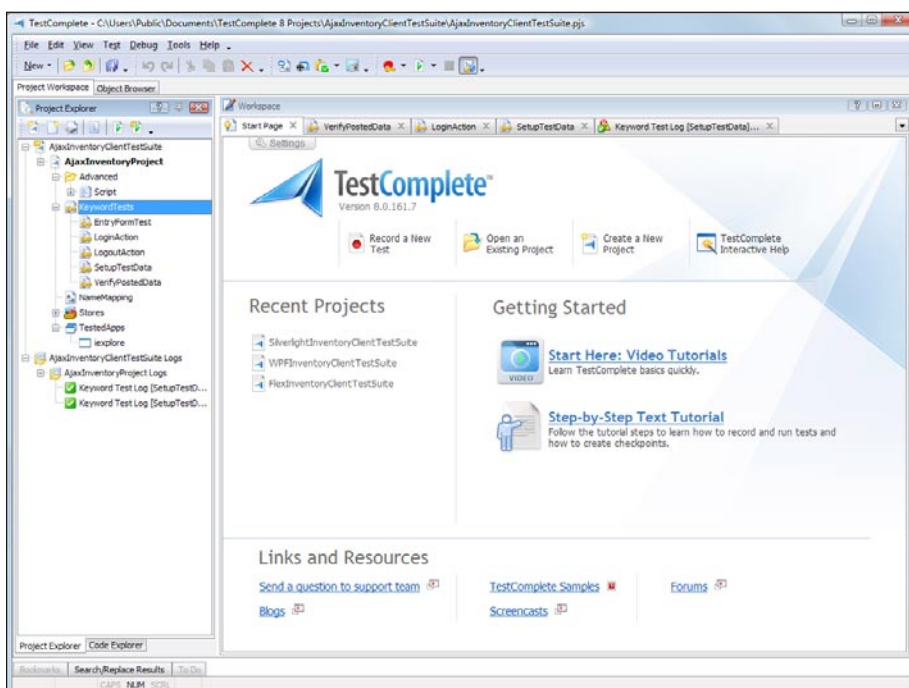 TestComplete - C:\Users\Public\Documents\TestComplete 8 Projects\AjaxInventoryClientTestSuite\AjaxInventoryClientTestSuite.pjs
File Edit View Test Debug Tools Help
New
Project Workspace Object Browser
Project Explorer
Workspace
Start Page VerifyPostedData LoginAction SetupTestData Keyword Test Log [SetupTestData]...
Settings
AjaxInventoryClientTestSuite
AjaxInventoryProject
Advanced
Script
KeywordTests
EntryFormTest
LoginAction
LogoutAction
SetupTestData
VerifyPostedData
NameMapping
Stores
TestedApps
iexplore
AjaxInventoryClientTestSuite Logs
AjaxInventoryProject Logs
Keyword Test Log [SetupTestD...
Keyword Test Log [SetupTestD...
TestComplete™
Version 8.0.161.7
Record a New Test
Open an Existing Project
Create a New Project
TestComplete Interactive Help
Recent Projects
SilverlightInventoryClientTestSuite
WPFInventoryClientTestSuite
FlexInventoryClientTestSuite
Getting Started
VIDEO
Start Here: Video Tutorials
Learn TestComplete basics quickly.
Step-by-Step Text Tutorial
Follow the tutorial steps to learn how to record and run tests and
how to create checkpoints.
Links and Resources
Send a question to support team TestComplete Samples Forums
Blogs Screencasts
Project Explorer Code Explorer
Bookmarks Search/Replace Results To Do
CAPS NUM SCRL